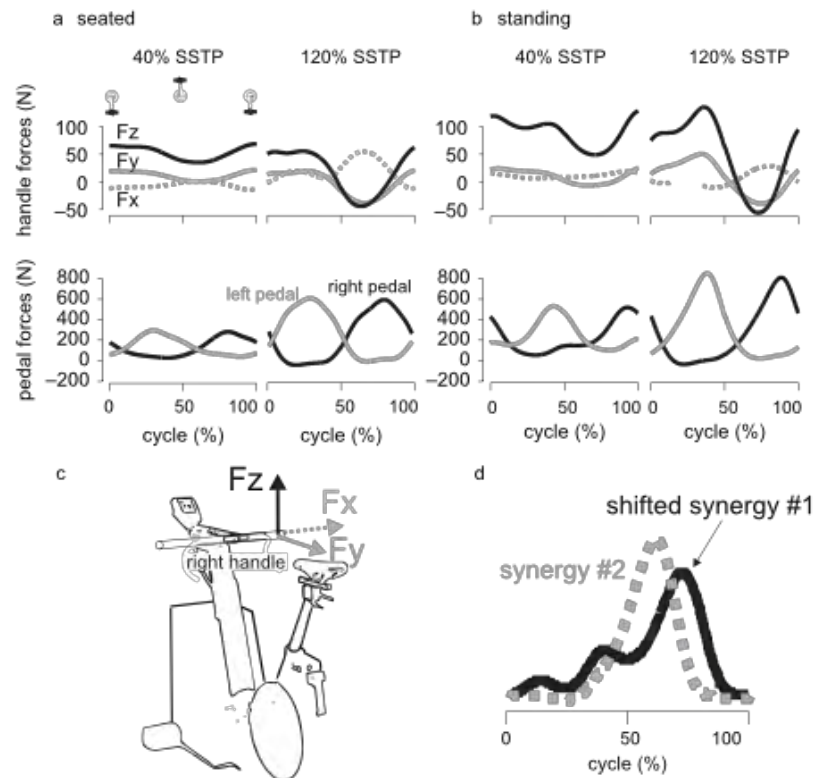 a seated
b standing
40% SSTP
120% SSTP
40% SSTP
120% SSTP
handle forces (N)
100
50
0
−50
Fz
Fy
Fx
100
50
0
−50
pedal forces (N)
800
600
400
200
0
−200
left pedal
right pedal
800
600
400
200
0
−200
0 50 100
0 50 100
0 50 100
0 50 100
cycle (%)
cycle (%)
cycle (%)
cycle (%)
c
Fz
Fx
Fy
right handle
d
shifted synergy #1
synergy #2
0 50 100
cycle (%)